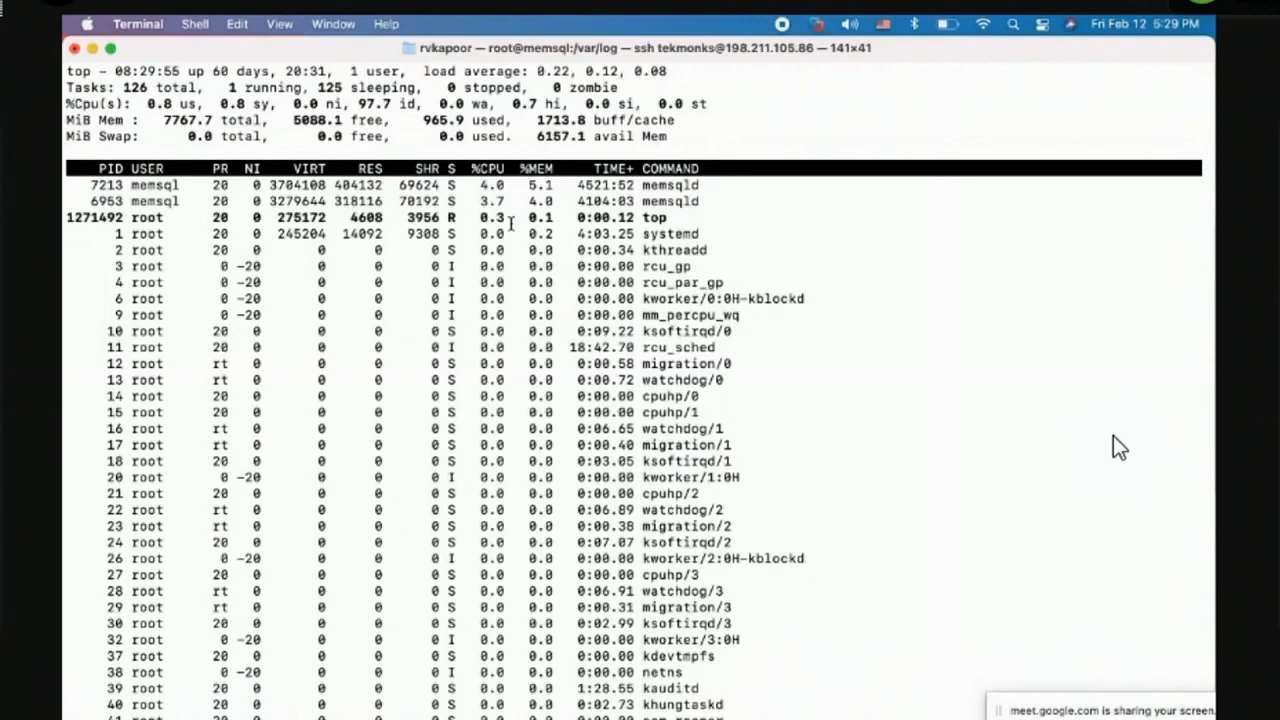 Terminal Shell Edit View Window Help Fri Feb 12 5:29 PM
rvkapoor — root@memsql:/var/log — ssh tekmonks@198.211.105.86 — 141×41
top - 08:29:55 up 60 days, 20:31, 1 user, load average: 0.22, 0.12, 0.08
Tasks: 126 total, 1 running, 125 sleeping, 0 stopped, 0 zombie
%Cpu(s): 0.8 us, 0.8 sy, 0.0 ni, 97.7 id, 0.0 wa, 0.7 hi, 0.0 si, 0.0 st
MiB Mem : 7767.7 total, 5088.1 free, 965.9 used, 1713.8 buff/cache
MiB Swap: 0.0 total, 0.0 free, 0.0 used. 6157.1 avail Mem
PID USER PR NI VIRT RES SHR S %CPU %MEM TIME+ COMMAND
7213 memsql 20 0 3704108 404132 69624 S 4.0 5.1 4521:52 memsqld
6953 memsql 20 0 3279644 318116 70192 S 3.7 4.0 4104:03 memsqld
1271492 root 20 0 275172 4608 3956 R 0.3 0.1 0:00.12 top
1 root 20 0 245204 14092 9308 S 0.0 0.2 4:03.25 systemd
2 root 20 0 0 0 0 S 0.0 0.0 0:00.34 kthreadd
3 root 0 -20 0 0 0 I 0.0 0.0 0:00.00 rcu_gp
4 root 0 -20 0 0 0 I 0.0 0.0 0:00.00 rcu_par_gp
6 root 0 -20 0 0 0 I 0.0 0.0 0:00.00 kworker/0:0H-kblockd
9 root 0 -20 0 0 0 I 0.0 0.0 0:00.00 mm_percpu_wq
10 root 20 0 0 0 0 S 0.0 0.0 0:09.22 ksoftirqd/0
11 root 20 0 0 0 0 I 0.0 0.0 18:42.70 rcu_sched
12 root rt 0 0 0 0 S 0.0 0.0 0:00.58 migration/0
13 root rt 0 0 0 0 S 0.0 0.0 0:00.72 watchdog/0
14 root 20 0 0 0 0 S 0.0 0.0 0:00.00 cpuhp/0
15 root 20 0 0 0 0 S 0.0 0.0 0:00.00 cpuhp/1
16 root rt 0 0 0 0 S 0.0 0.0 0:06.65 watchdog/1
17 root rt 0 0 0 0 S 0.0 0.0 0:00.40 migration/1
18 root 20 0 0 0 0 S 0.0 0.0 0:03.05 ksoftirqd/1
20 root 0 -20 0 0 0 I 0.0 0.0 0:00.00 kworker/1:0H
21 root 20 0 0 0 0 S 0.0 0.0 0:00.00 cpuhp/2
22 root rt 0 0 0 0 S 0.0 0.0 0:06.89 watchdog/2
23 root rt 0 0 0 0 S 0.0 0.0 0:00.38 migration/2
24 root 20 0 0 0 0 S 0.0 0.0 0:07.07 ksoftirqd/2
26 root 0 -20 0 0 0 I 0.0 0.0 0:00.00 kworker/2:0H-kblockd
27 root 20 0 0 0 0 S 0.0 0.0 0:00.00 cpuhp/3
28 root rt 0 0 0 0 S 0.0 0.0 0:06.91 watchdog/3
29 root rt 0 0 0 0 S 0.0 0.0 0:00.31 migration/3
30 root 20 0 0 0 0 S 0.0 0.0 0:02.99 ksoftirqd/3
32 root 0 -20 0 0 0 I 0.0 0.0 0:00.00 kworker/3:0H
37 root 20 0 0 0 0 S 0.0 0.0 0:00.00 kdevtmpfs
38 root 0 -20 0 0 0 I 0.0 0.0 0:00.00 netns
39 root 20 0 0 0 0 S 0.0 0.0 1:28.55 kauditd
40 root 20 0 0 0 0 S 0.0 0.0 0:02.73 khungtaskd
meet.google.com is sharing your screen.